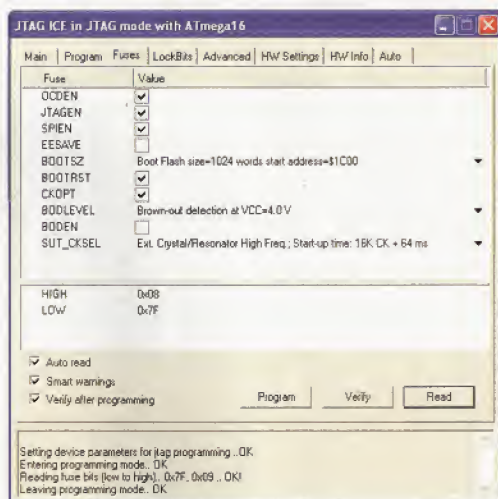 JTAG ICE in JTAG mode with ATmega16
Main Program Fuses LockBits Advanced HW Settings HW Info Auto
Fuse Value
OCDEN
JTAGEN
SPIEN
EESAVE
BOOTSZ Boot Flash size=1024 words start address=$1C00
BOOTRST
CKOPT
BODLEVEL Brown-out detection at VCC=4.0 V
BODEN
SUT_CKSEL Ext. Crystal/Resonator High Freq.; Start-up time: 16K CK + 64 ms
HIGH 0x08
LOW 0x7F
Auto read
Smart warnings
Verify after programming
Program Verify Read
Setting device parameters for jtag programming ..OK
Entering programming mode.. OK
Reading fuse bits (low to high).. 0x7F, 0x09 .. OK!
Leaving programming mode.. OK